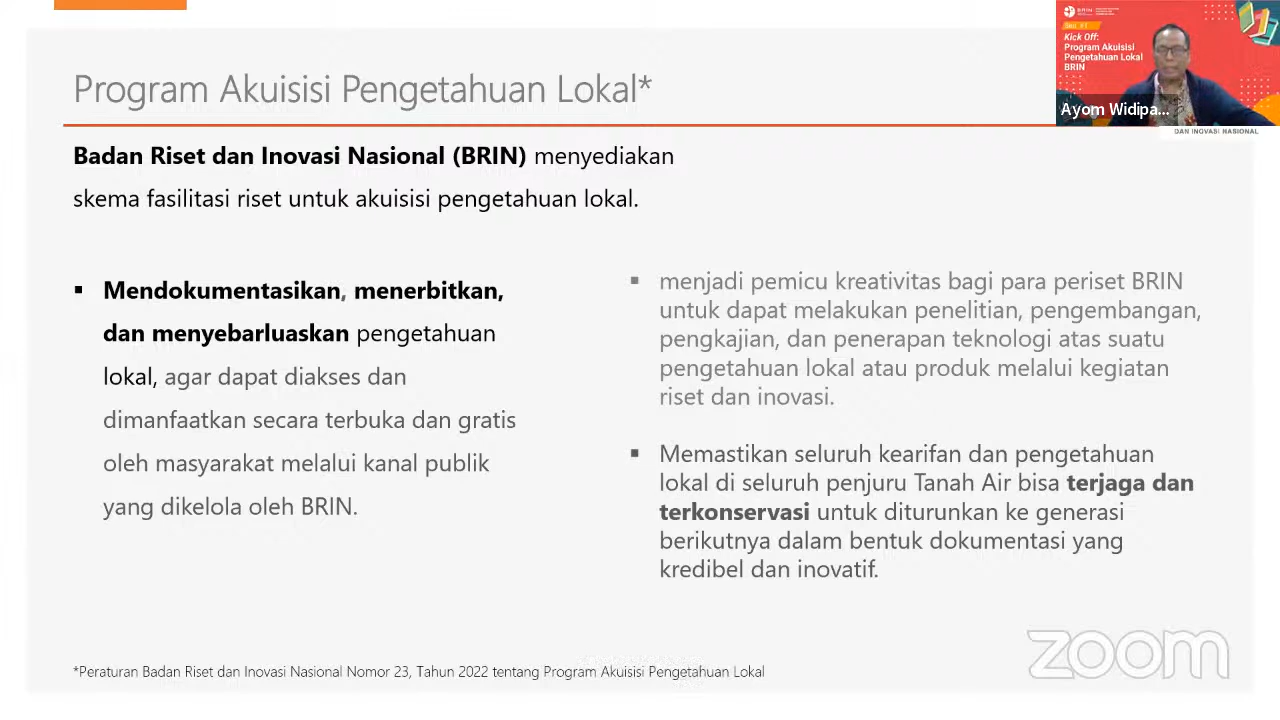 Program Akuisisi Pengetahuan Lokal*
Badan Riset dan Inovasi Nasional (BRIN) menyediakan
skema fasilitasi riset untuk akuisisi pengetahuan lokal.
▪ Mendokumentasikan, menerbitkan,
dan menyebarluaskan pengetahuan
lokal, agar dapat diakses dan
dimanfaatkan secara terbuka dan gratis
oleh masyarakat melalui kanal publik
yang dikelola oleh BRIN.
▪ menjadi pemicu kreativitas bagi para periset BRIN
untuk dapat melakukan penelitian, pengembangan,
pengkajian, dan penerapan teknologi atas suatu
pengetahuan lokal atau produk melalui kegiatan
riset dan inovasi.
▪ Memastikan seluruh kearifan dan pengetahuan
lokal di seluruh penjuru Tanah Air bisa terjaga dan
terkonservasi untuk diturunkan ke generasi
berikutnya dalam bentuk dokumentasi yang
kredibel dan inovatif.
*Peraturan Badan Riset dan Inovasi Nasional Nomor 23, Tahun 2022 tentang Program Akuisisi Pengetahuan Lokal
BRIN
Kick Off:
Program Akuisisi
Pengetahuan Lokal
BRIN
Ayom Widipa...
DAN INOVASI NASIONAL
zoom